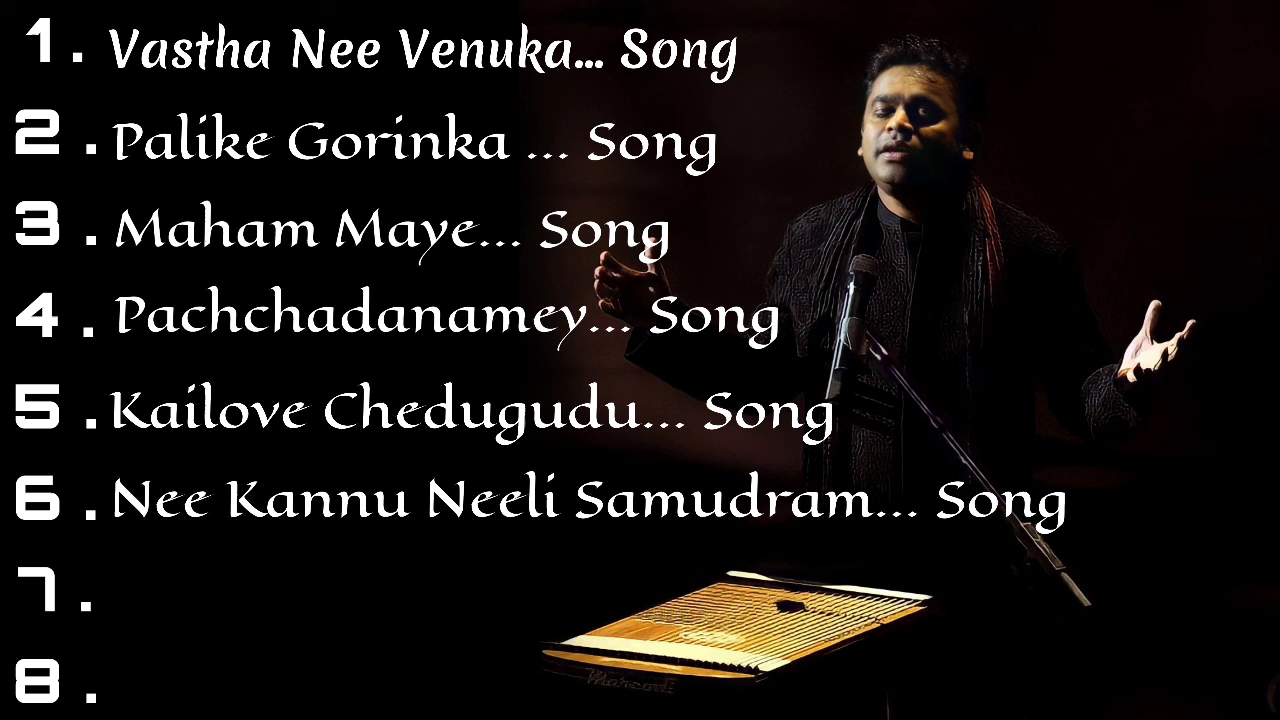 1. Vastha Nee Venuka... Song
2. Palike Gorinka ... Song
3. Maham Maye... Song
4. Pachchadanamey... Song
5. Kailove Chedugudu... Song
6. Nee Kannu Neeli Samudram... Song
7.
8.